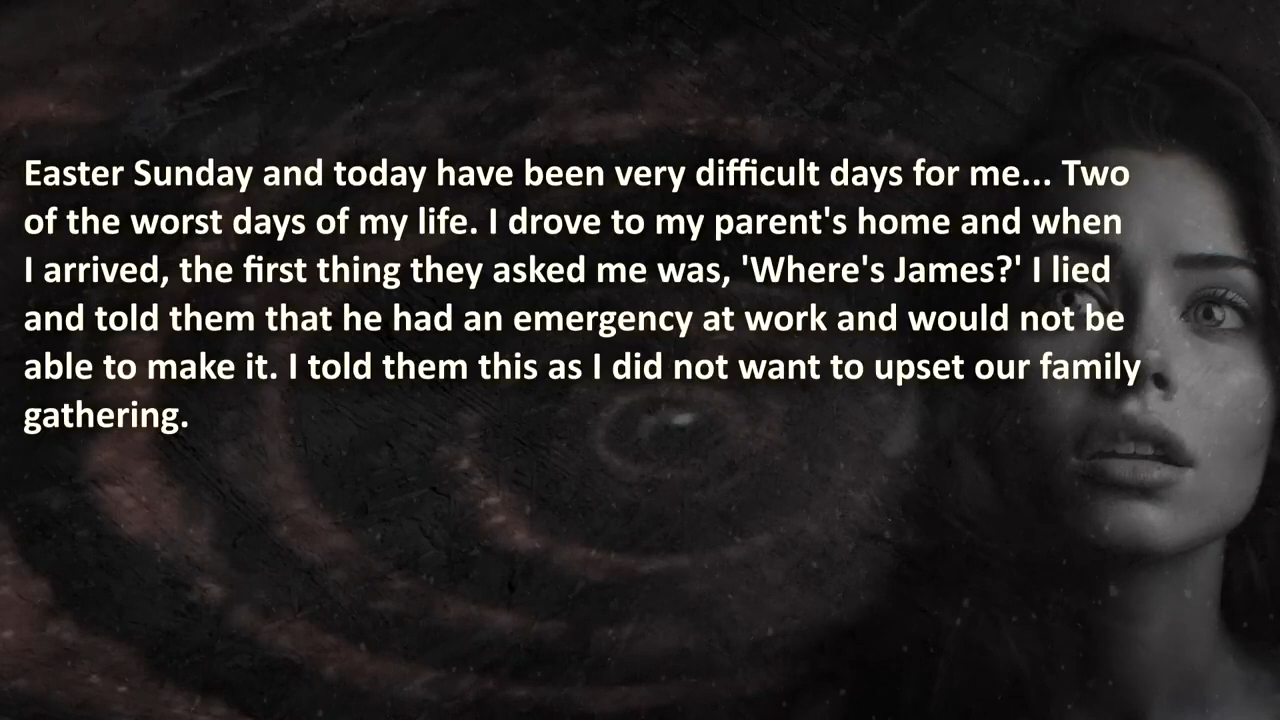 Easter Sunday and today have been very difficult days for me... Two
of the worst days of my life. I drove to my parent's home and when
I arrived, the first thing they asked me was, 'Where's James?' I lied
and told them that he had an emergency at work and would not be
able to make it. I told them this as I did not want to upset our family
gathering.